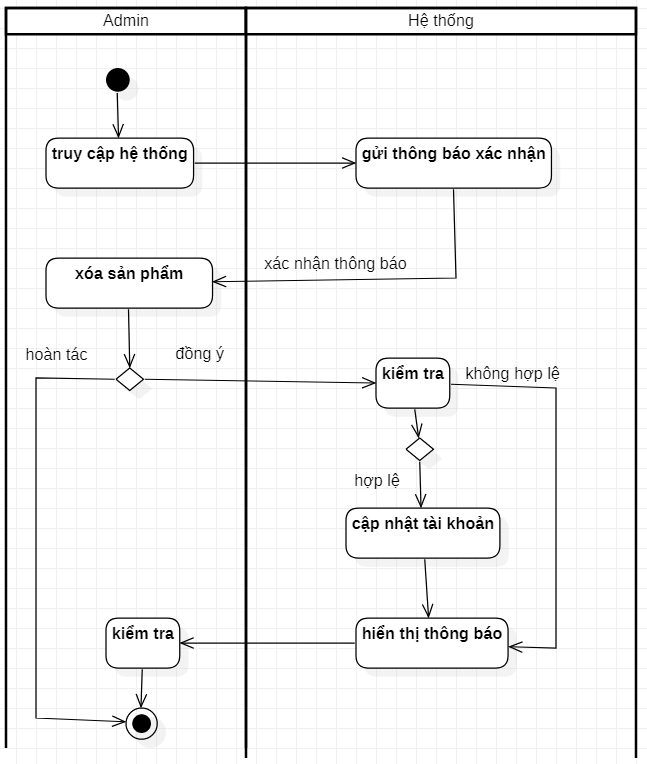 Admin
Hệ thống
truy cập hệ thống
gửi thông báo xác nhận
xác nhận thông báo
xóa sản phẩm
hoàn tác
đồng ý
kiểm tra
không hợp lệ
hợp lệ
cập nhật tài khoản
kiểm tra
hiển thị thông báo